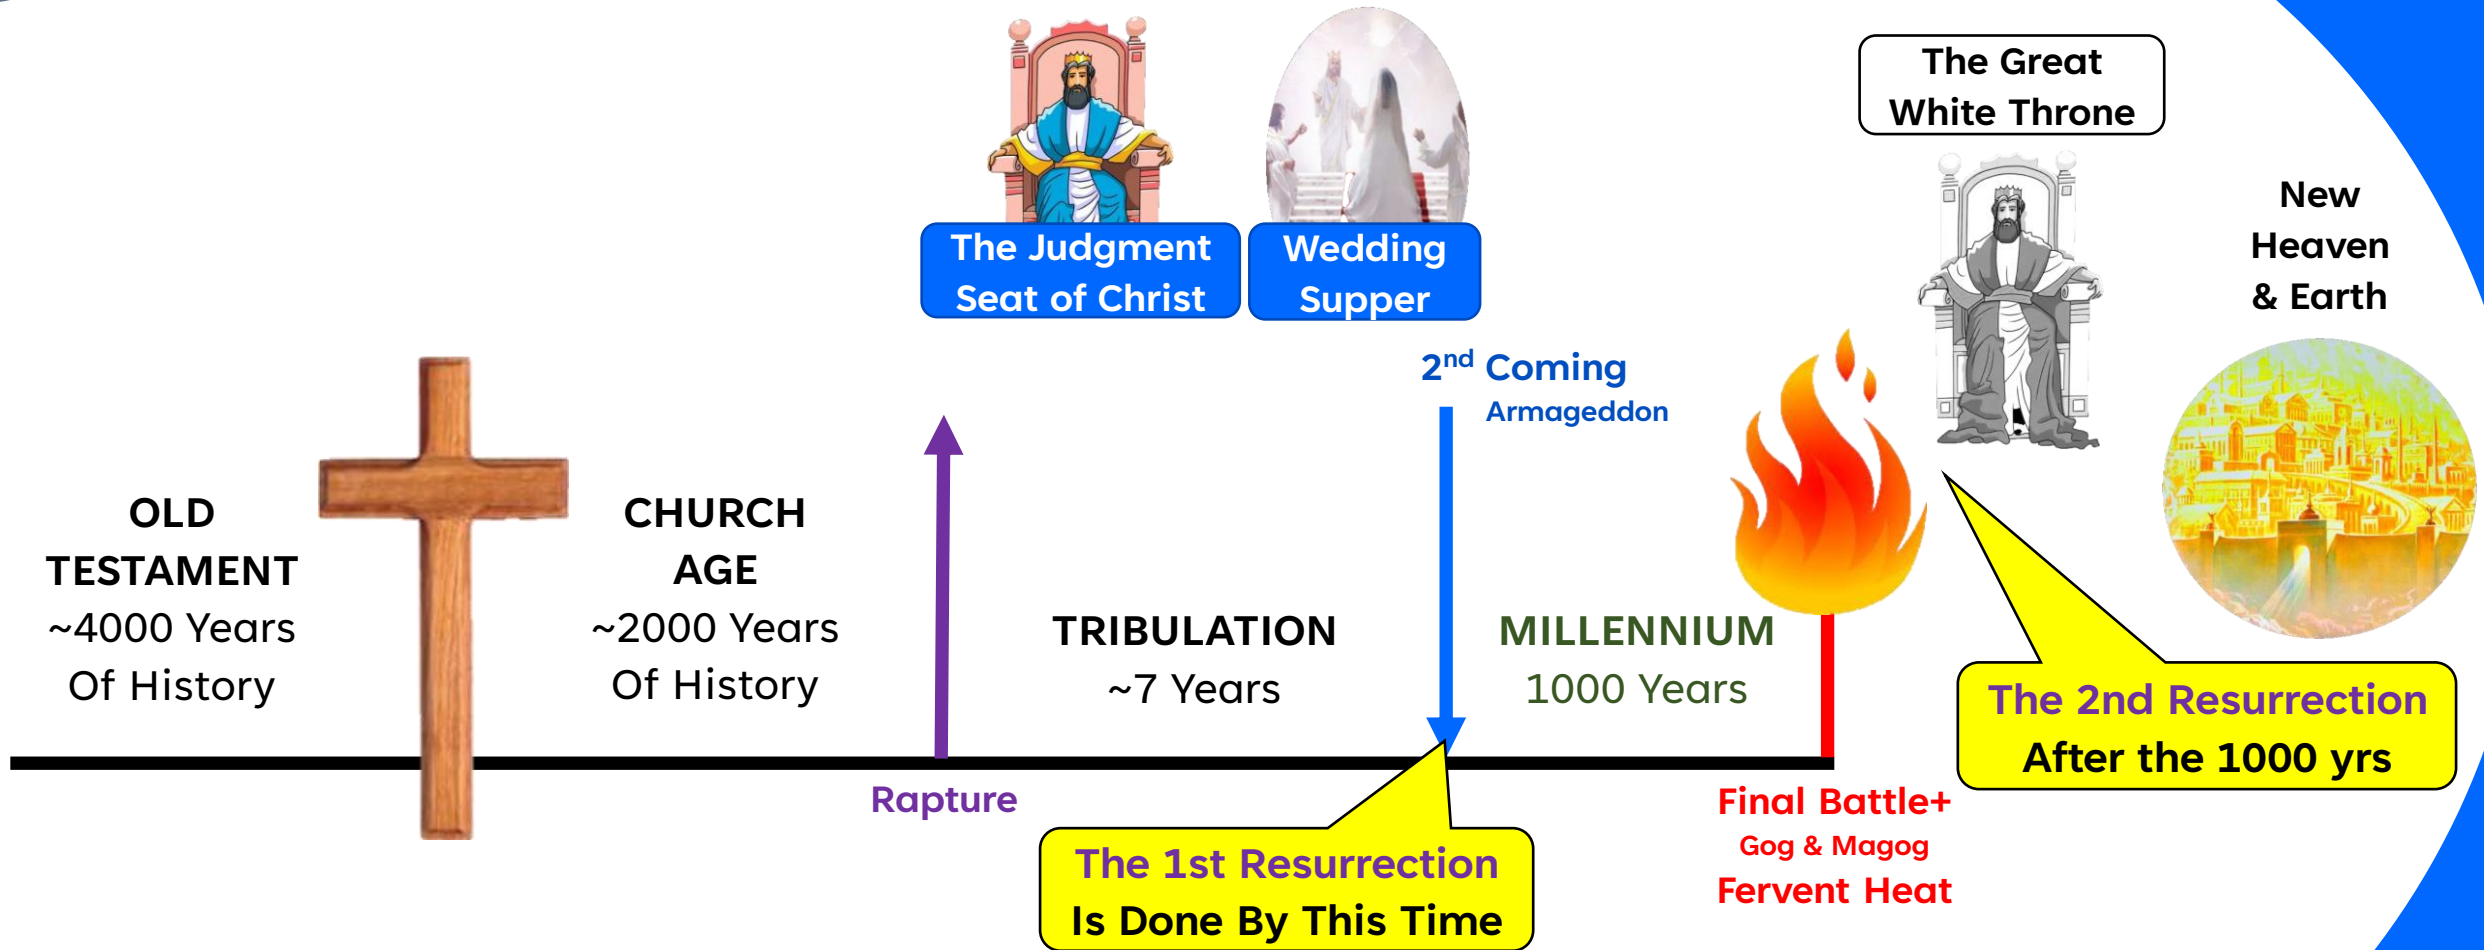 The Great
White Throne
New
Heaven
& Earth
The Judgment
Seat of Christ
Wedding
Supper
2nd Coming
Armageddon
OLD
TESTAMENT
~4000 Years
Of History
CHURCH
AGE
~2000 Years
Of History
TRIBULATION
~7 Years
MILLENNIUM
1000 Years
The 2nd Resurrection
After the 1000 yrs
Rapture
The 1st Resurrection
Is Done By This Time
Final Battle+
Gog & Magog
Fervent Heat